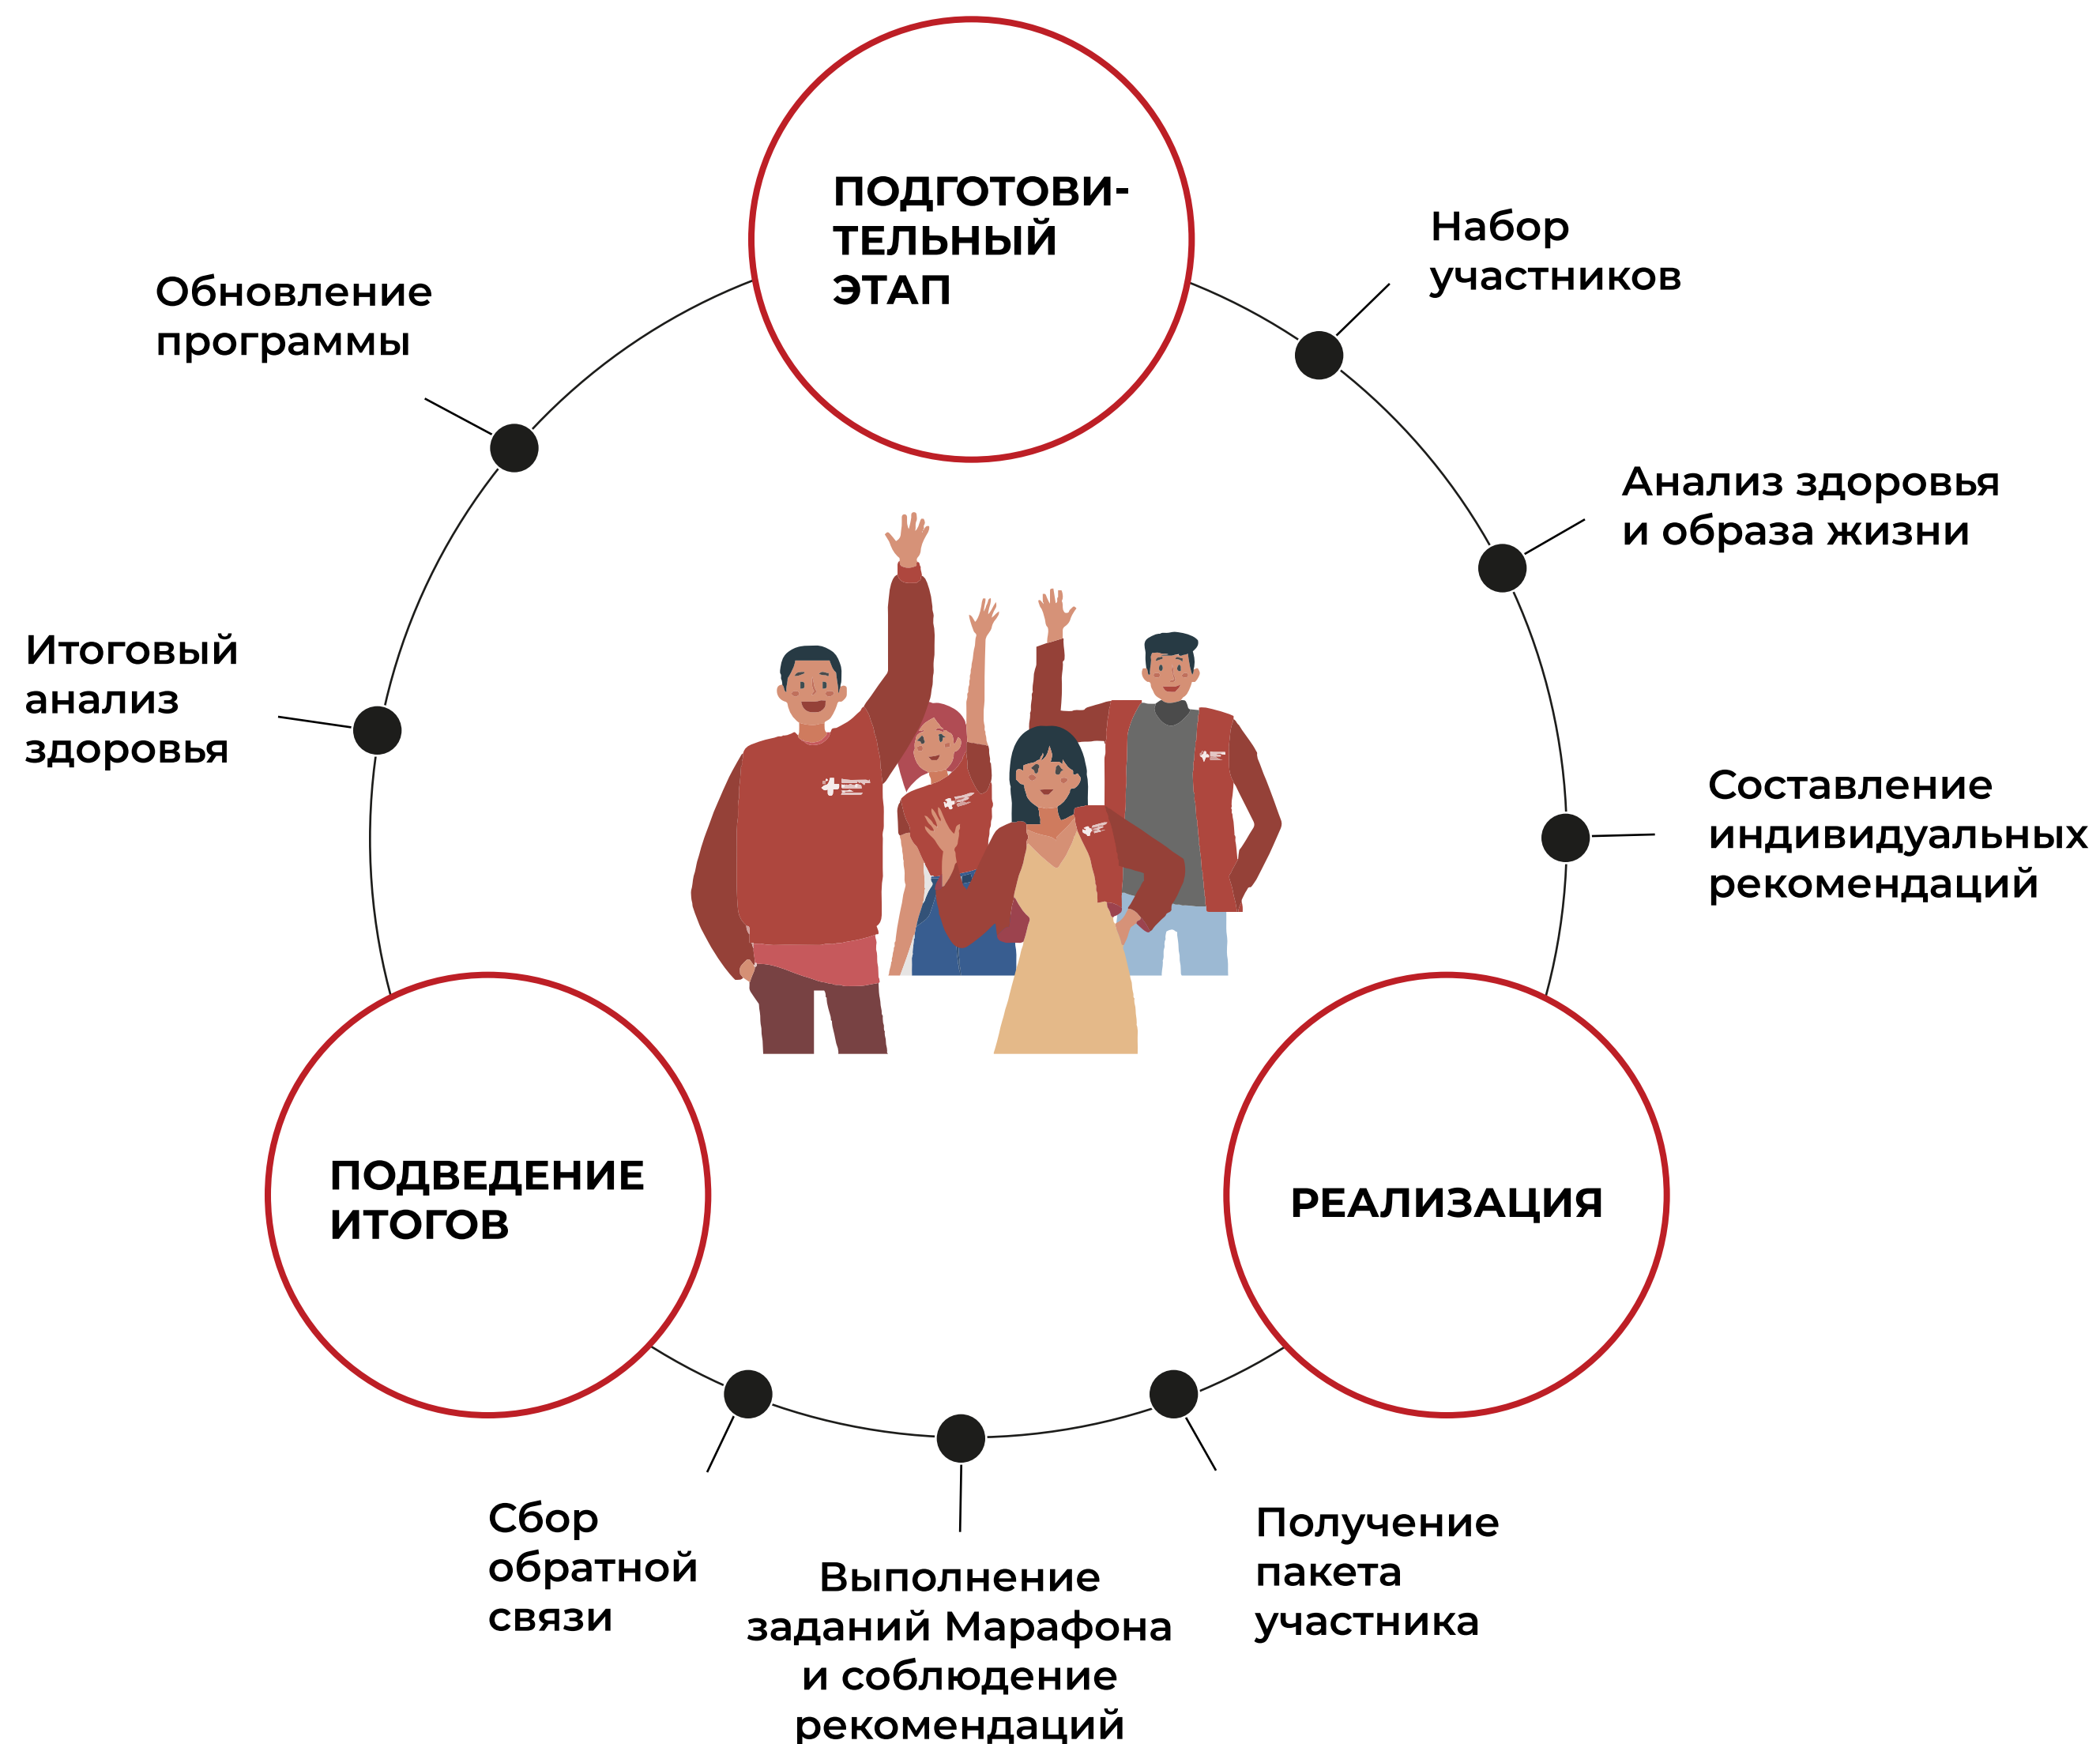 ПОДГОТОВИ-
ТЕЛЬНЫЙ
ЭТАП
Набор
участников
Анализ здоровья
и образа жизни
Составление
индивидуальных
рекомендаций
РЕАЛИЗАЦИЯ
Получение
пакета
участника
Выполнение
заданий Марафона
и соблюдение
рекомендаций
Сбор
обратной
связи
ПОДВЕДЕНИЕ
ИТОГОВ
Итоговый
анализ
здоровья
Обновление
программы